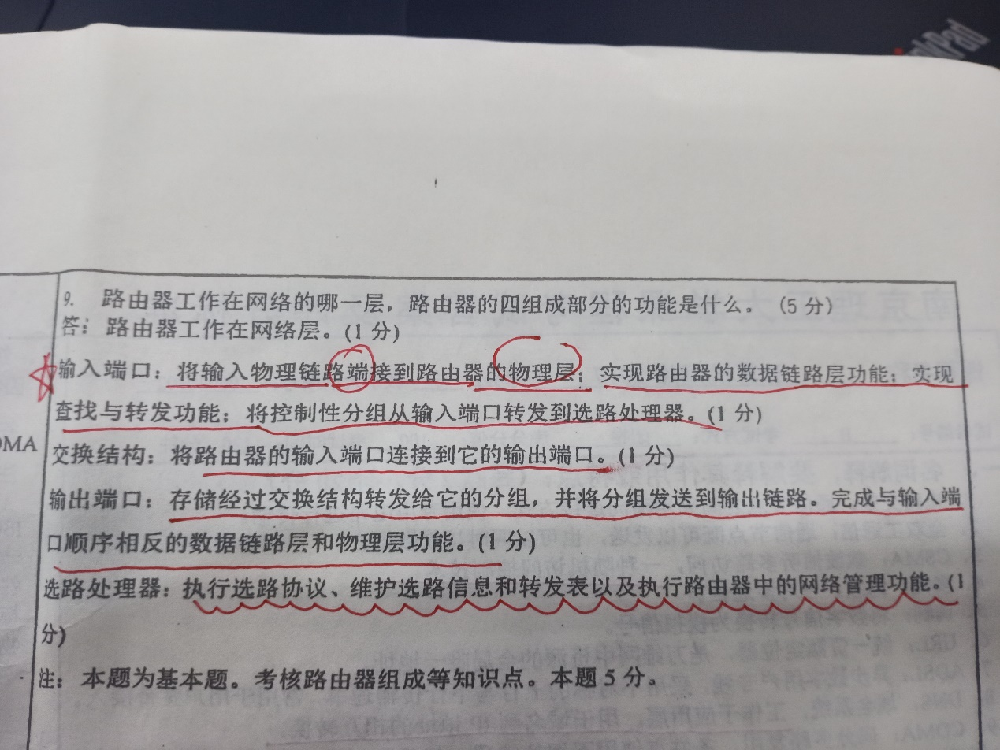 nkPad
9. 路由器工作在网络的哪一层，路由器的四组成部分的功能是什么。 (5 分)
答：路由器工作在网络层。(1 分)
输入端口：将输入物理链路端接到路由器的物理层；实现路由器的数据链路层功能；实现
查找与转发功能；将控制性分组从输入端口转发到选路处理器。(1 分)
DMA
交换结构：将路由器的输入端口连接到它的输出端口。(1 分)
输出端口：存储经过交换结构转发给它的分组，并将分组发送到输出链路。完成与输入端
口顺序相反的数据链路层和物理层功能。(1 分)
选路处理器：执行选路协议、维护选路信息和转发表以及执行路由器中的网络管理功能。(1
分)
注：本题为基本题。考核路由器组成等知识点。本题 5 分。